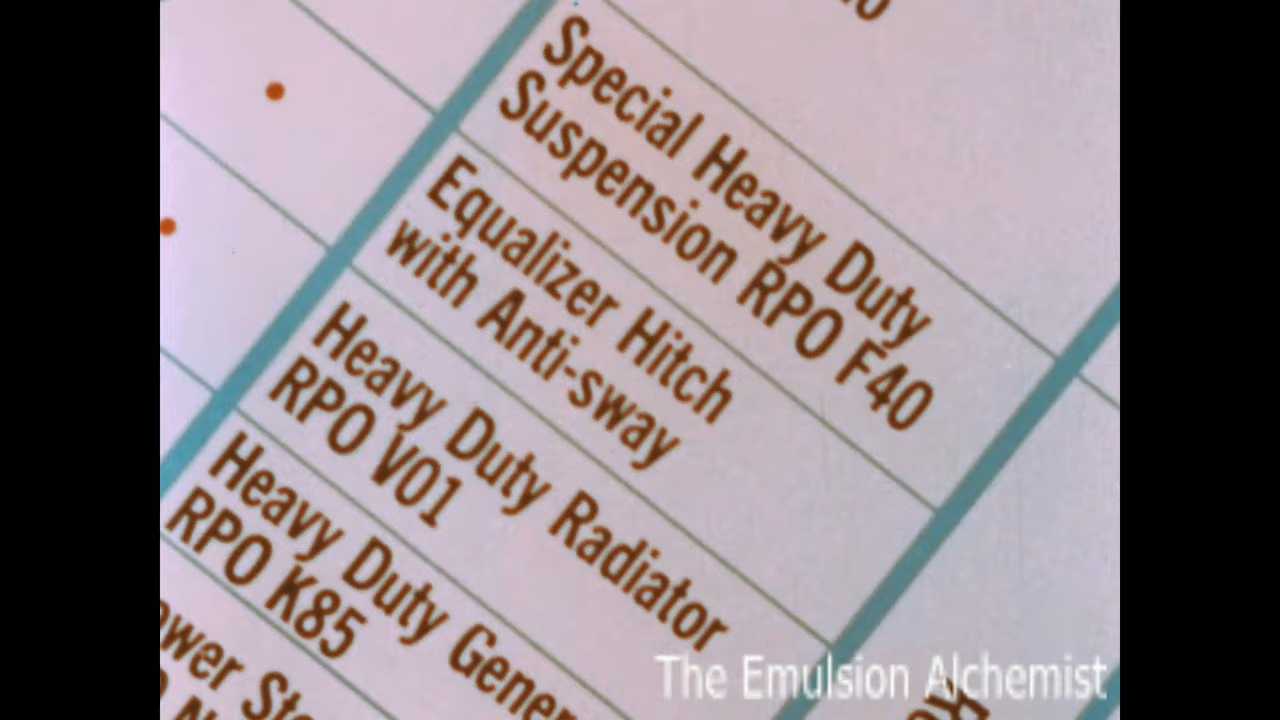 Special Heavy Duty
Suspension RPO F40
Equalizer Hitch
with Anti-sway
Heavy Duty Radiator
RPO V01
Heavy Duty
RPO K85
The Emulsion Alchemist